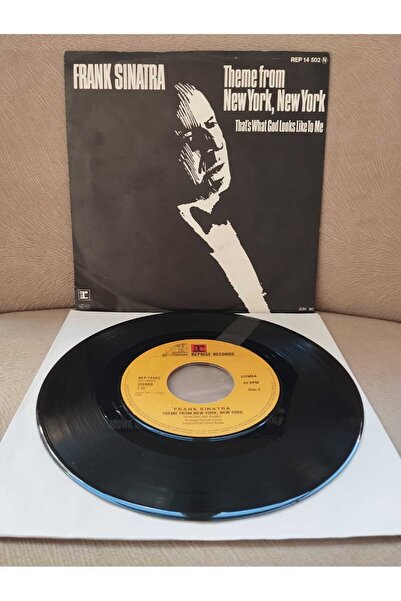 REP 14 502 N
FRANK SINATRA
Theme from
New York, New York
That's What God Looks Like To Me
r
JUN '80
REPRISE RECORDS
REP 14502
STEREO
STEMRA
45 RPM
Side A
FRANK SINATRA
THEME FROM NEW YORK, NEW YORK